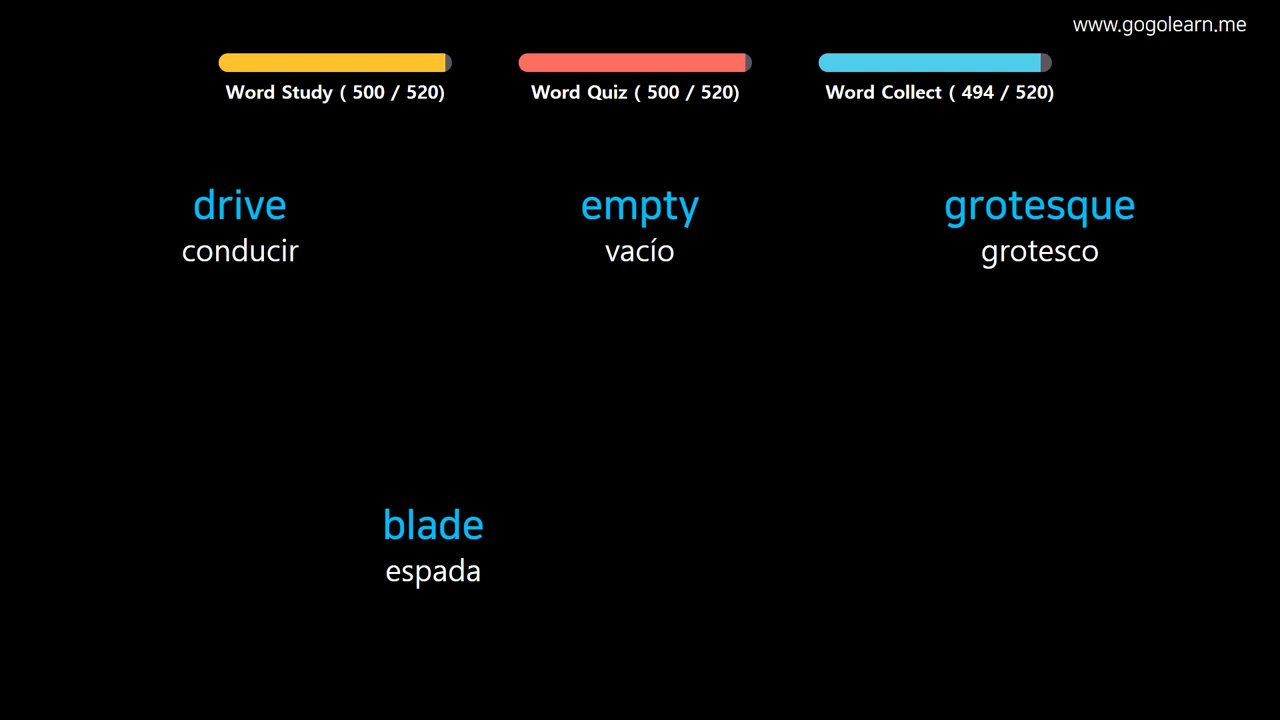 www.gogolearn.me
Word Study ( 500 / 520)
Word Quiz ( 500 / 520)
Word Collect ( 494 / 520)
drive
conducir
empty
vacío
grotesque
grotesco
blade
espada